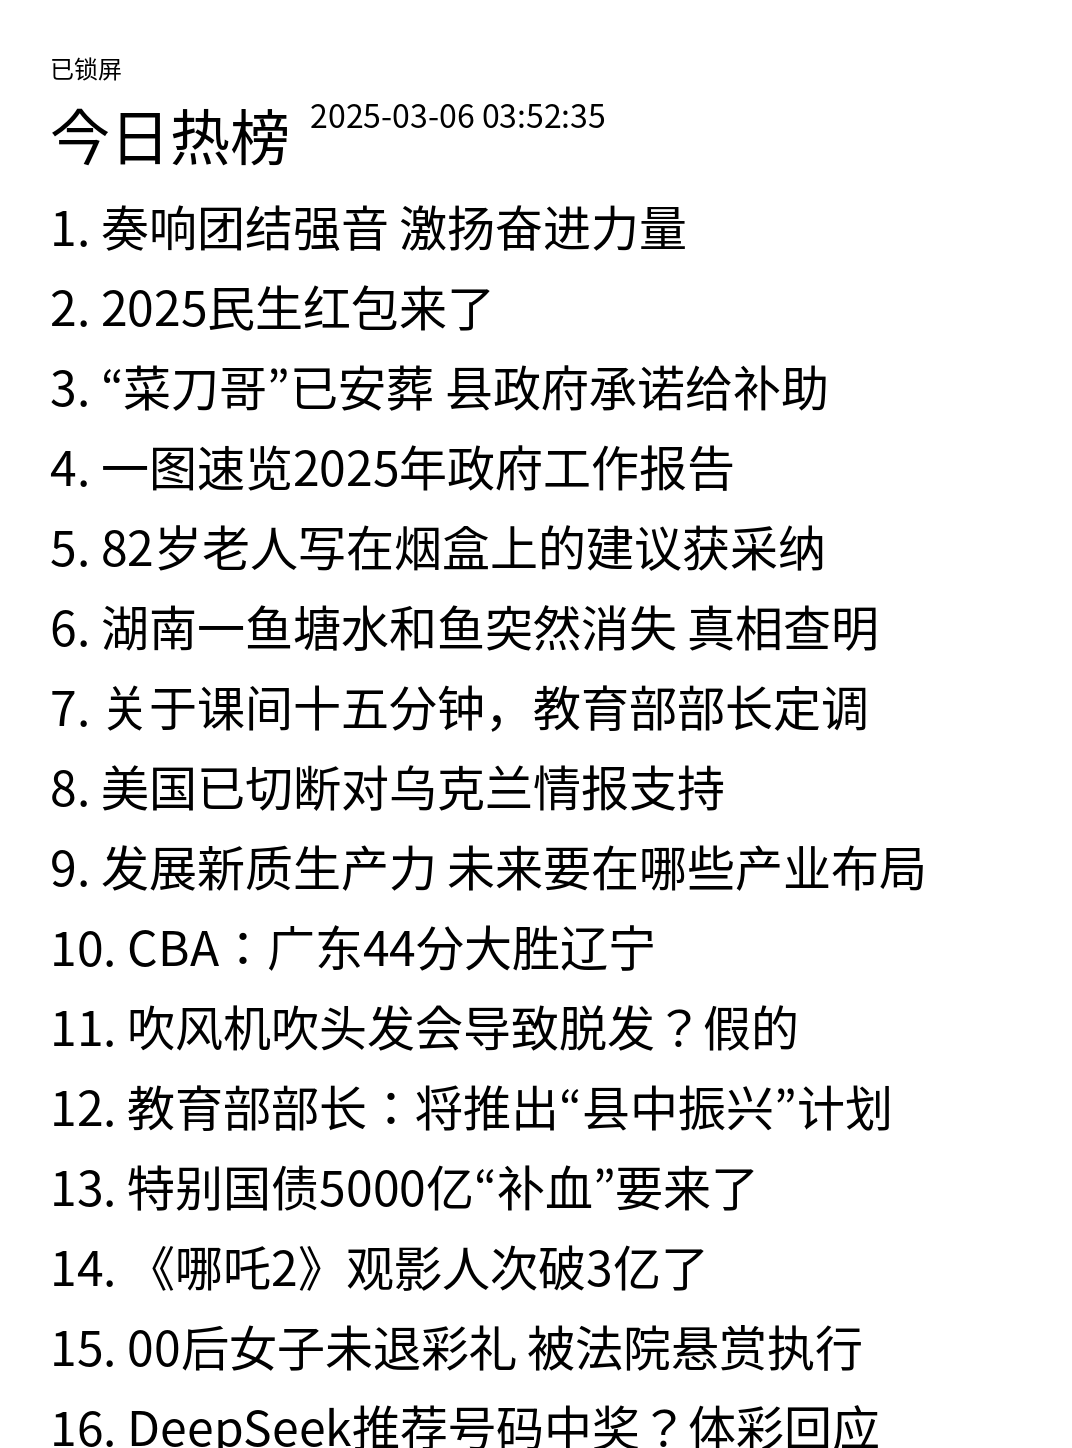 已锁屏
今日热榜 2025-03-06 03:52:35
1. 奏响团结强音 激扬奋进力量
2. 2025民生红包来了
3. “菜刀哥”已安葬 县政府承诺给补助
4. 一图速览2025年政府工作报告
5. 82岁老人写在烟盒上的建议获采纳
6. 湖南一鱼塘水和鱼突然消失 真相查明
7. 关于课间十五分钟，教育部部长定调
8. 美国已切断对乌克兰情报支持
9. 发展新质生产力 未来要在哪些产业布局
10. CBA：广东44分大胜辽宁
11. 吹风机吹头发会导致脱发？假的
12. 教育部部长：将推出“县中振兴”计划
13. 特别国债5000亿“补血”要来了
14. 《哪吒2》观影人次破3亿了
15. 00后女子未退彩礼 被法院悬赏执行
16. DeepSeek推荐号码中奖？体彩回应